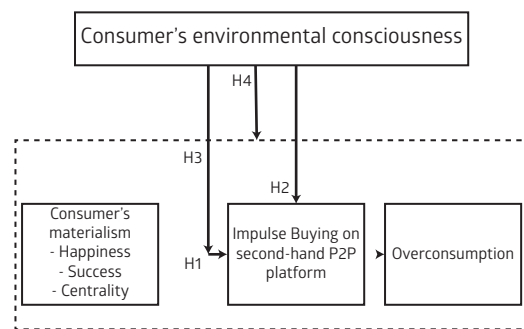 Consumer's environmental consciousness
H4
H3
H2
Consumer's
materialism
- Happiness
- Success
- Centrality
H1
Impulse Buying on
second-hand P2P
platform
Overconsumption